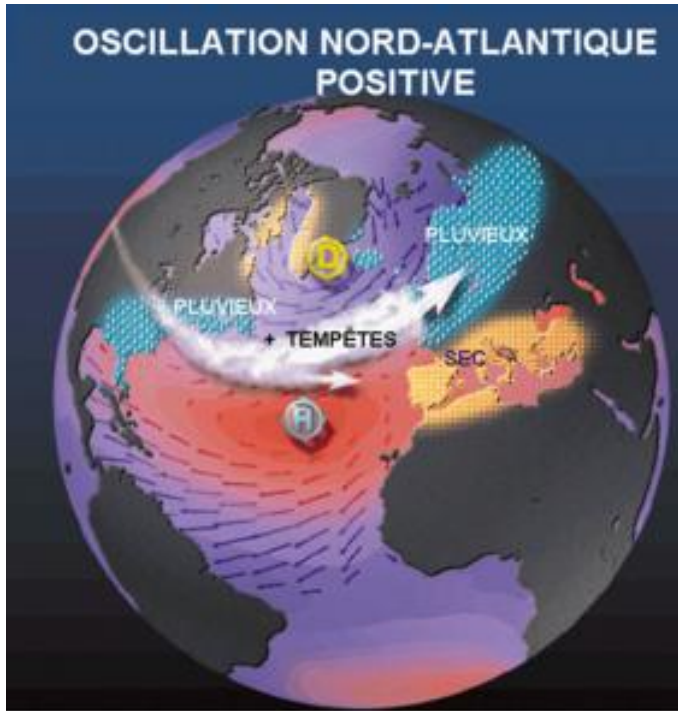 OSCILLATION NORD-ATLANTIQUE
POSITIVE
PLUVIEUX
D
PLUVIEUX
+ TEMPÊTES
SEC
A